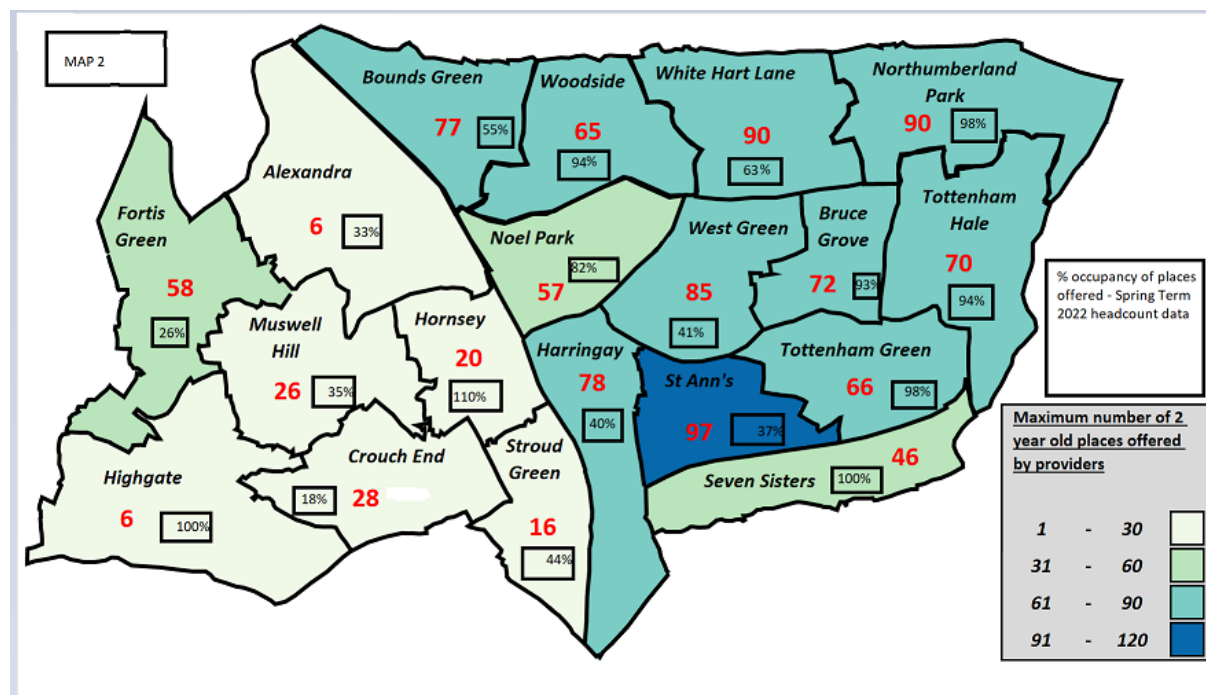 MAP 2
Bounds Green
77
55%
Woodside
65
94%
White Hart Lane
90
63%
Northumberland
Park
90
98%
Alexandra
6
33%
Fortis
Green
58
26%
Noel Park
82%
57
West Green
85
41%
Bruce
Grove
72
93%
Tottenham
Hale
70
94%
Muswell
Hill
26
35%
Hornsey
20
110%
Harringay
78
40%
St Ann's
97
37%
Tottenham Green
66
98%
Highgate
6
100%
Crouch End
18%
28
Stroud
Green
16
44%
Seven Sisters
100%
46
% occupancy of places
offered - Spring Term
2022 headcount data
Maximum number of 2
year old places offered
by providers
1 - 30
31 - 60
61 - 90
91 - 120